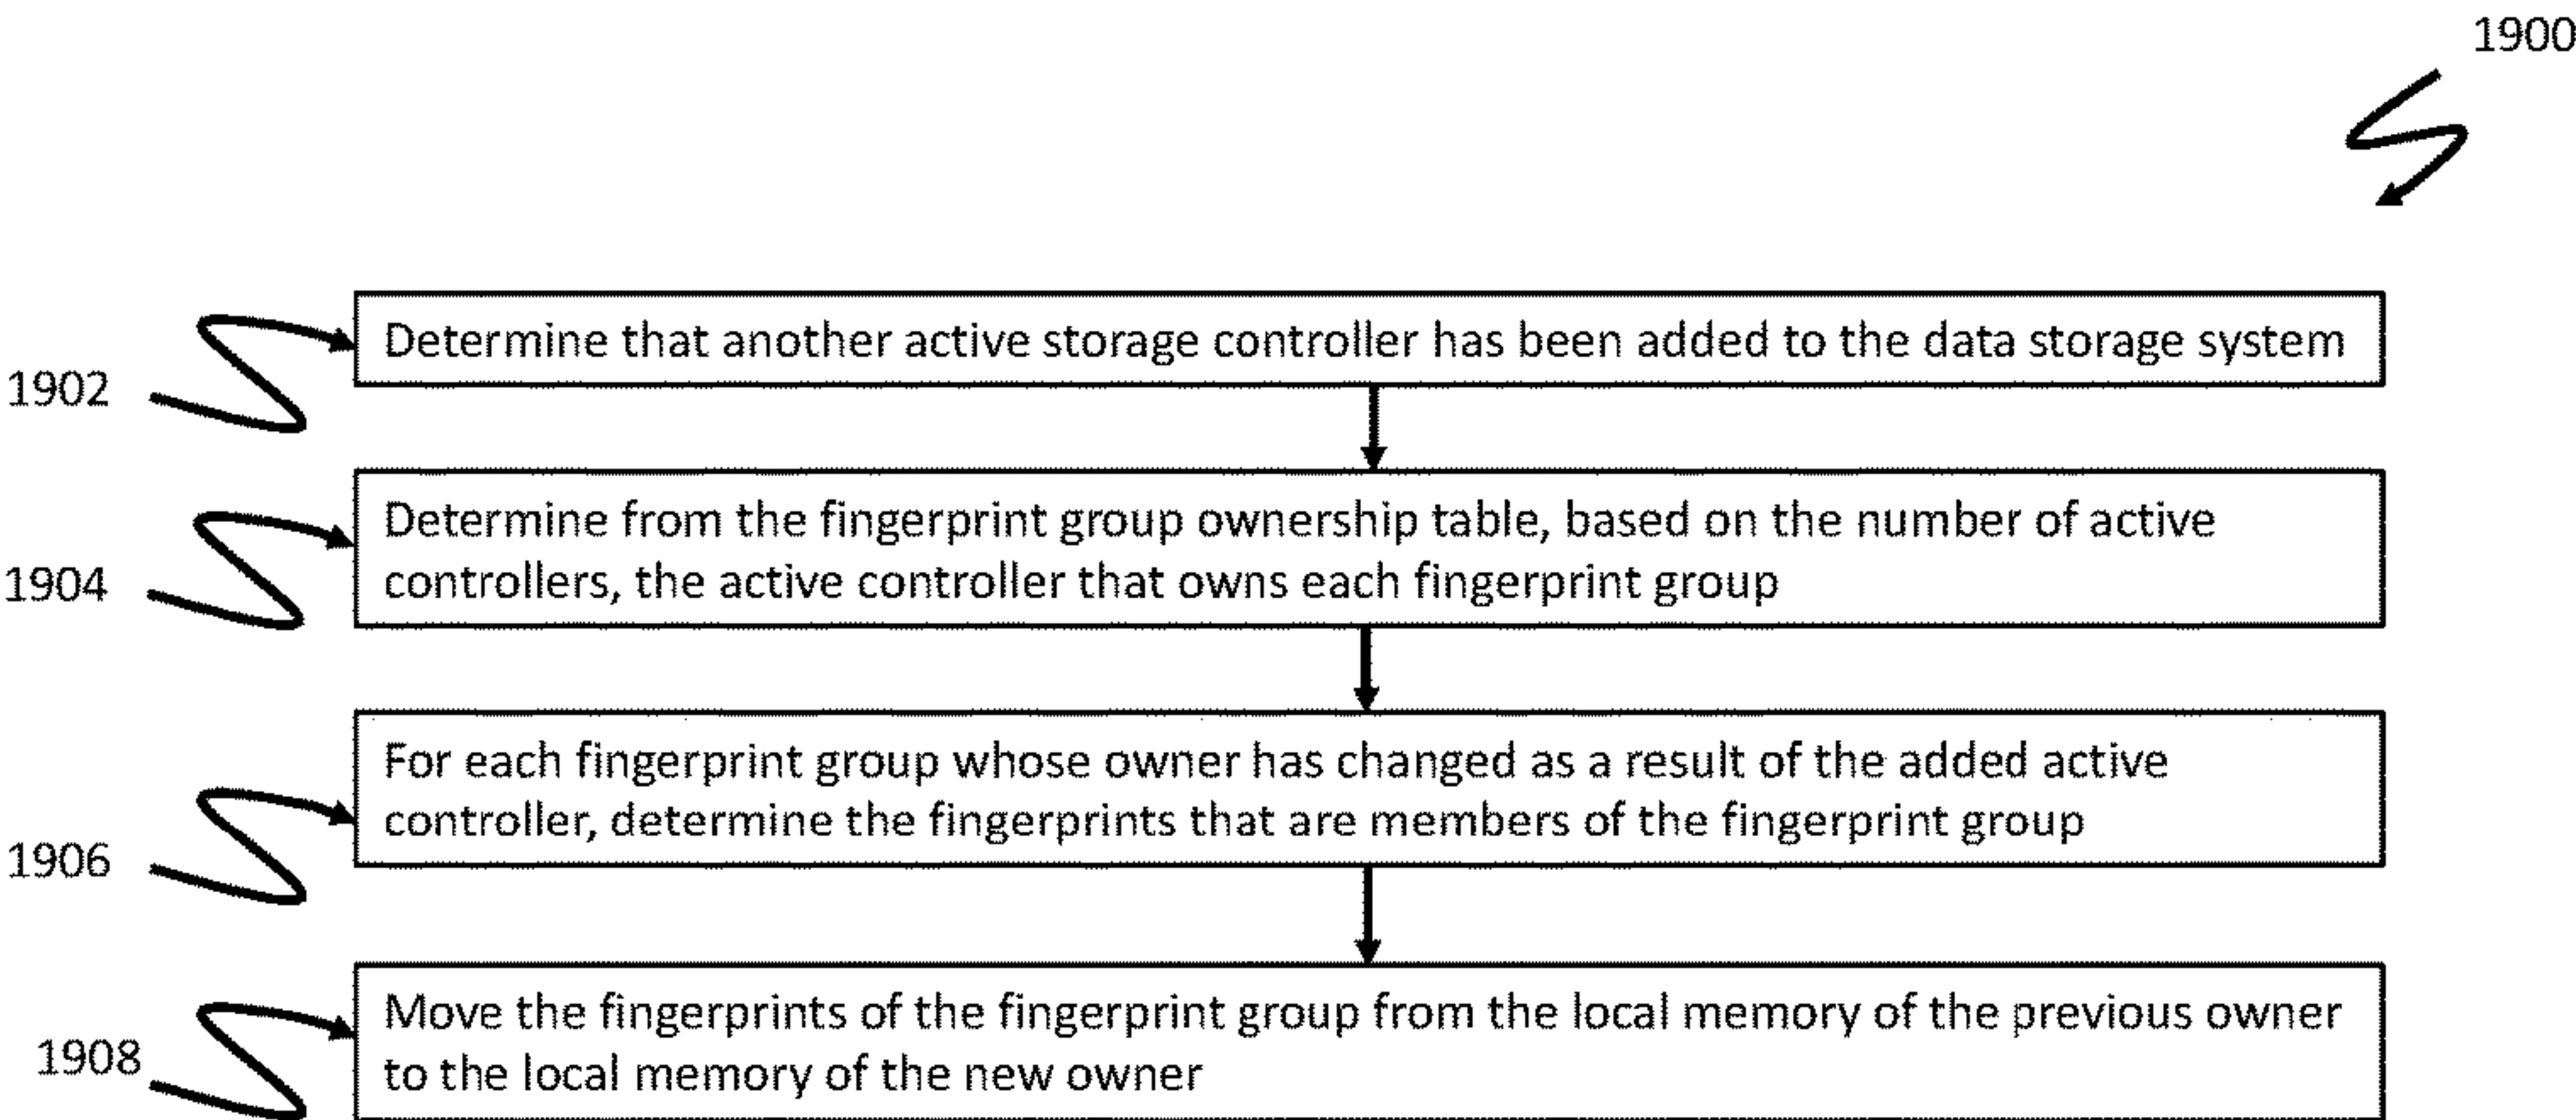 1900
Determine that another active storage controller has been added to the data storage system
1902
Determine from the fingerprint group ownership table, based on the number of active
controllers, the active controller that owns each fingerprint group
1904
For each fingerprint group whose owner has changed as a result of the added active
controller, determine the fingerprints that are members of the fingerprint group
1906
Move the fingerprints of the fingerprint group from the local memory of the previous owner
to the local memory of the new owner
1908